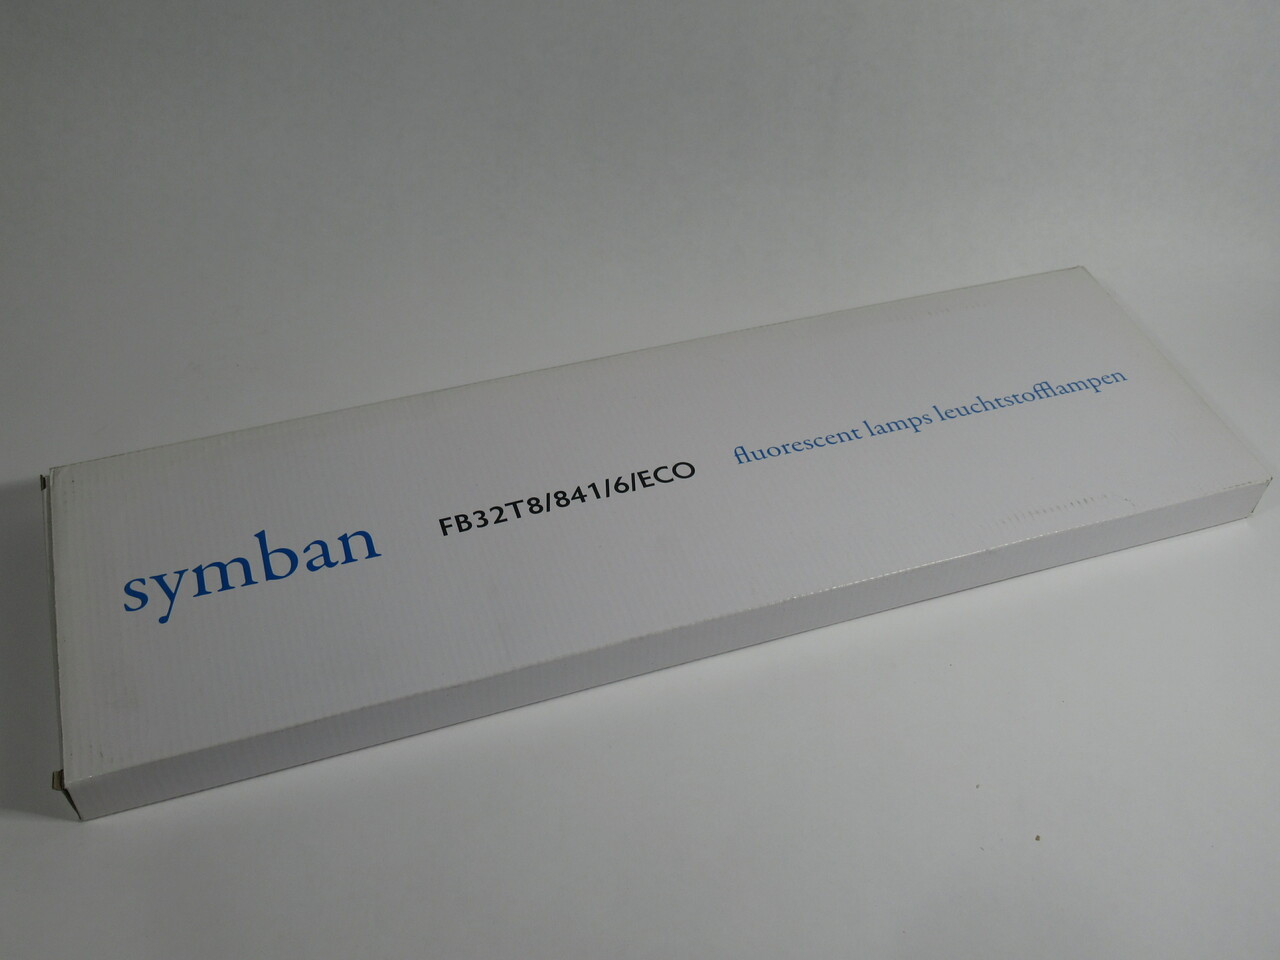 symban
FB32T8/841/6/ECO
fluorescent lamps leuchtstofflampen